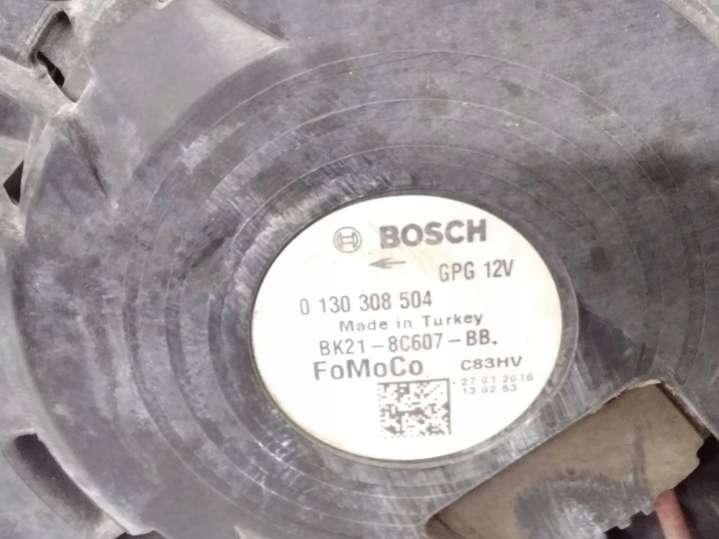 BOSCH
GPG 12V
0 130 308 504
Made in Turkey
BK21-8C607-BB.
FoMoCo C83HV
27 01 2016
13 02 53